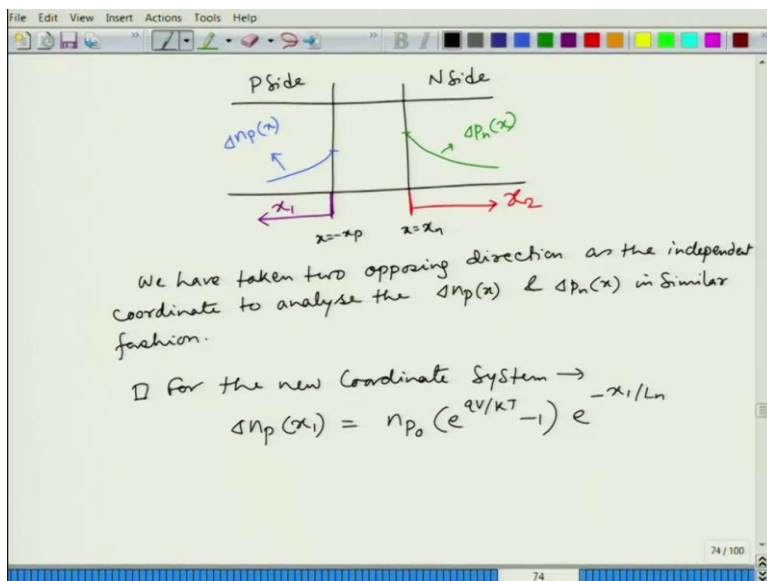 File Edit View Insert Actions Tools Help
P Side N Side
Δnp(x) Δpn(x)
x1 x2
x=-xp x=xn
We have taken two opposing direction as the independent
coordinate to analyse the Δnp(x) & Δpn(x) in Similar
fashion.
□ For the new Coordinate System →
Δnp(x1) = np0 (e^qV/KT -1) e^-x1/Ln
74 / 100
74